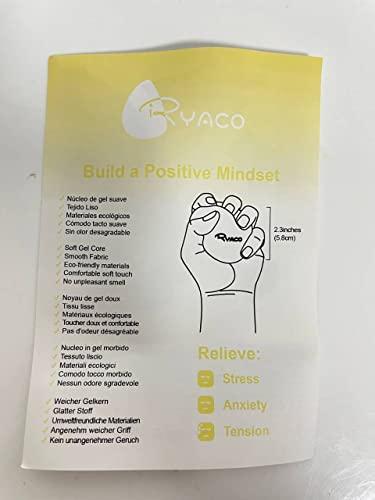 RYACO
Build a Positive Mindset
Núcleo de gel suave
Tejido Liso
Materiales ecológicos
Cómodo tacto suave
Sin olor desagradable
Soft Gel Core
Smooth Fabric
Eco-friendly materials
Comfortable soft touch
No unpleasant smell
Noyau de gel doux
Tissu lisse
Matériaux écologiques
Toucher doux et confortable
Pas d'odeur désagréable
Nucleo in gel morbido
Tessuto liscio
Materiali ecologici
Comodo tocco morbido
Nessun odore sgradevole
Weicher Gelkern
Glatter Stoff
Umweltfreundliche Materialien
Angenehm weicher Griff
Kein unangenehmer Geruch
RYACO
2.3inches
(5.6cm)
Relieve:
Stress
Anxiety
Tension